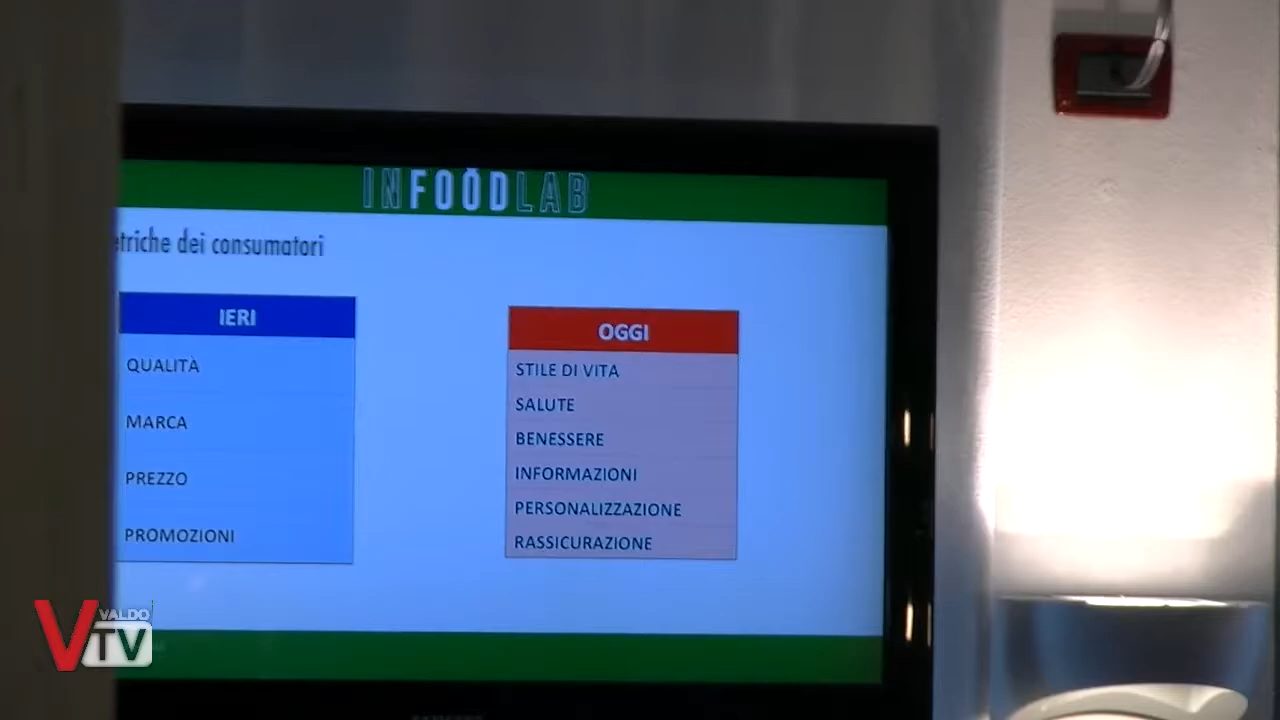 INFOODLAB
etriche dei consumatori
IERI
QUALITÀ
MARCA
PREZZO
PROMOZIONI
OGGI
STILE DI VITA
SALUTE
BENESSERE
INFORMAZIONI
PERSONALIZZAZIONE
RASSICURAZIONE
VALDO
VTV